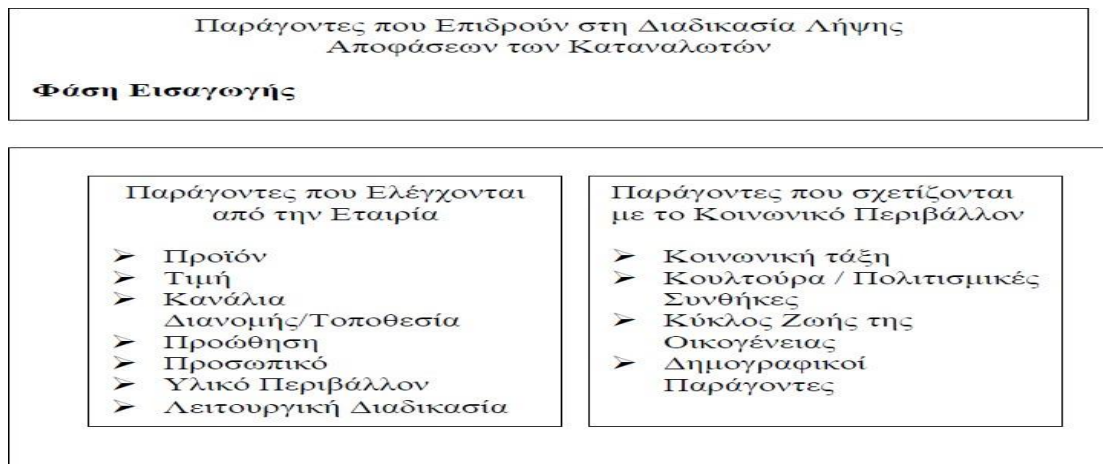 Παράγοντες που Επιδρούν στη Διαδικασία Λήψης
Αποφάσεων των Καταναλωτών
Φάση Εισαγωγής
Παράγοντες που Ελέγχονται
από την Εταιρία
➢ Προϊόν
➢ Τιμή
➢ Κανάλια
Διανομής/Τοποθεσία
➢ Προώθηση
➢ Προσωπικό
➢ Υλικό Περιβάλλον
➢ Λειτουργική Διαδικασία
Παράγοντες που σχετίζονται
με το Κοινωνικό Περιβάλλον
➢ Κοινωνική τάξη
➢ Κουλτούρα / Πολιτισμικές
Συνθήκες
➢ Κύκλος Ζωής της
Οικογένειας
➢ Δημογραφικοί
Παράγοντες